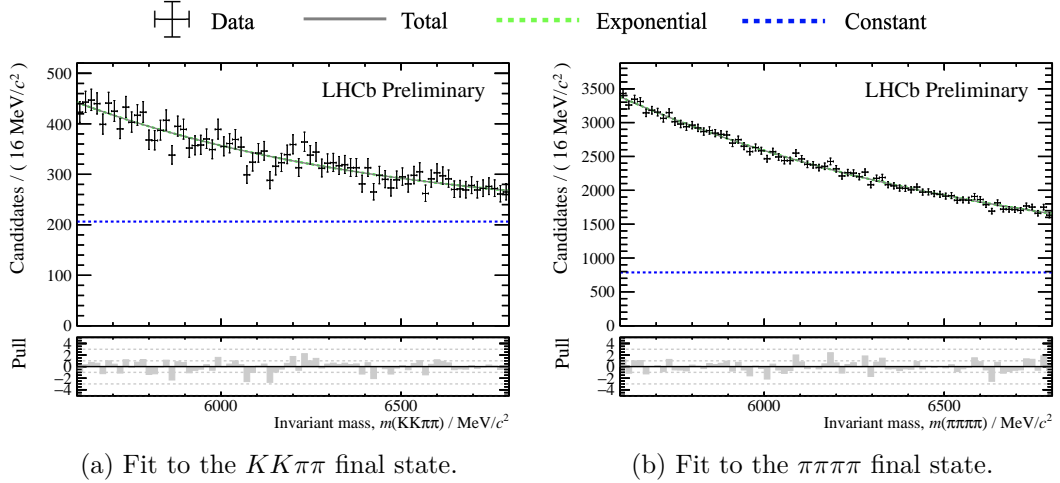 Data Total Exponential Constant
Candidates / ( 16 MeV/c²)
500
400
300
200
100
0
LHCb Preliminary
Pull
4
2
0
−2
−4
6000 6500
Invariant mass, m(KKππ) / MeV/c²
(a) Fit to the KKππ final state.
Candidates / ( 16 MeV/c²)
3500
3000
2500
2000
1500
1000
500
0
LHCb Preliminary
Pull
4
2
0
−2
−4
6000 6500
Invariant mass, m(ππππ) / MeV/c²
(b) Fit to the ππππ final state.